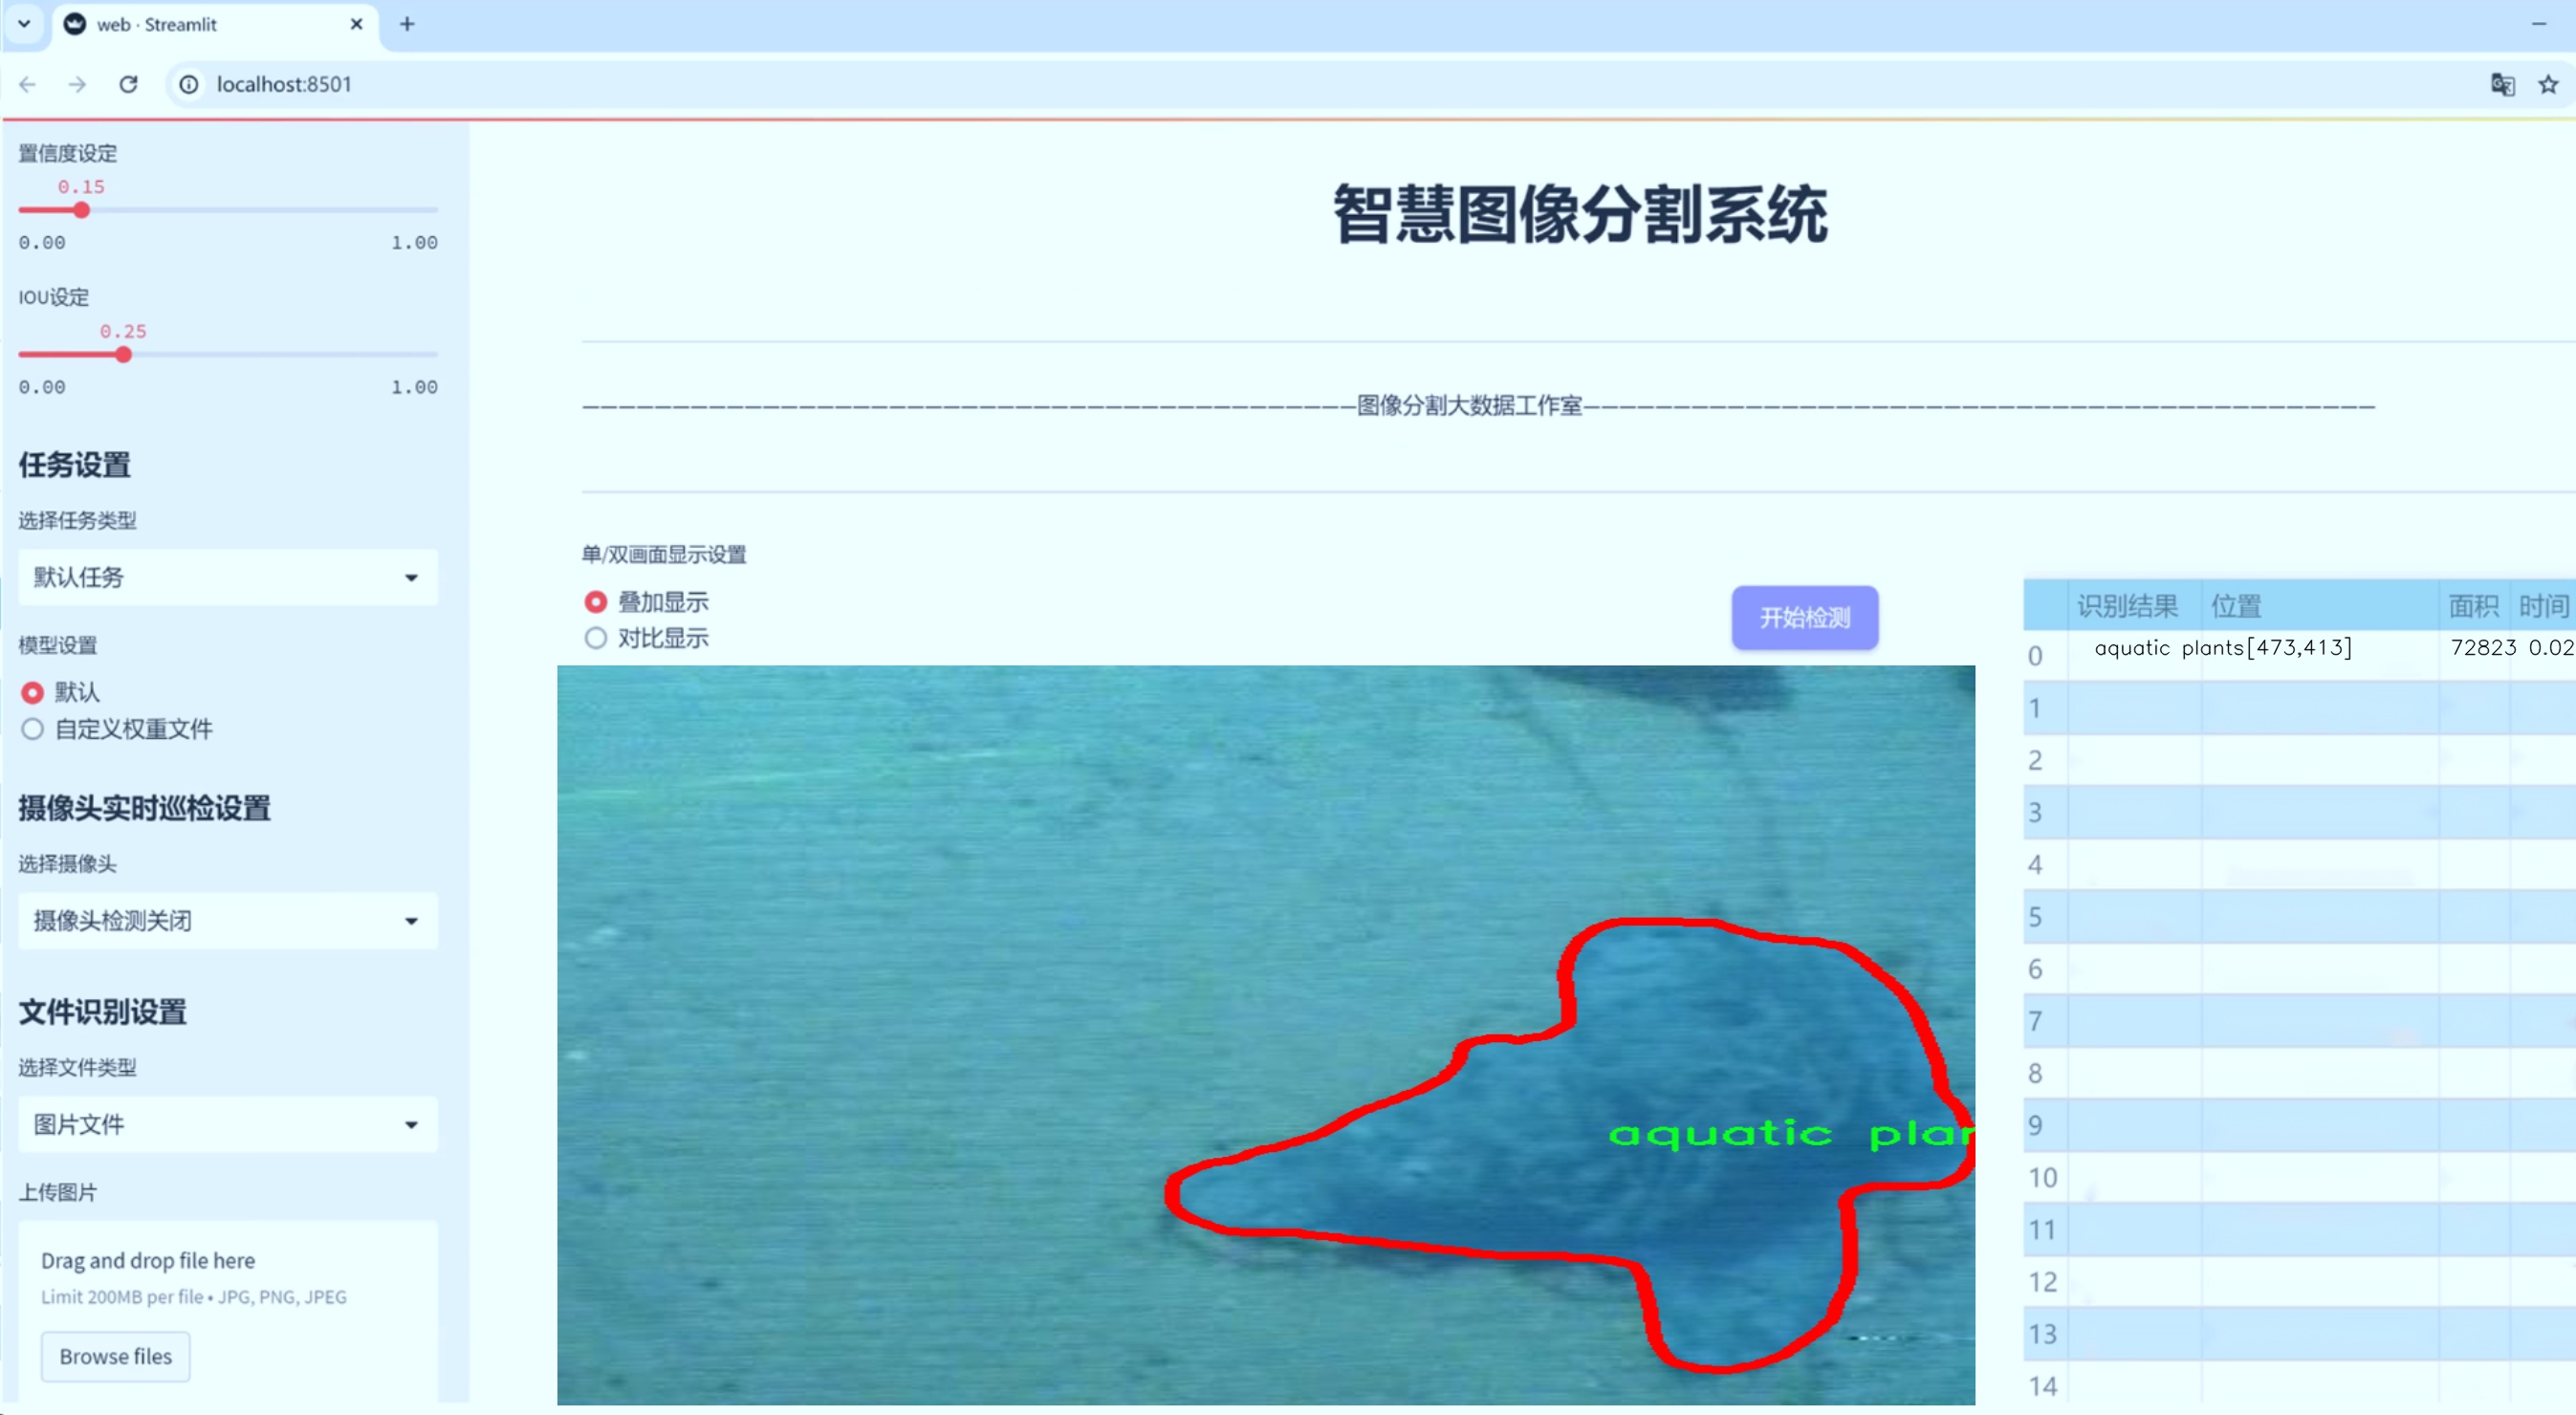 web · Streamlit
localhost:8501
置信度设定
0.15
0.00 1.00
IOU设定
0.25
0.00 1.00
任务设置
选择任务类型
默认任务
模型设置
默认
自定义权重文件
摄像头实时巡检设置
选择摄像头
摄像头检测关闭
文件识别设置
选择文件类型
图片文件
上传图片
Drag and drop file here
Limit 200MB per file • JPG, PNG, JPEG
Browse files
智慧图像分割系统
图像分割大数据工作室
单/双画面显示设置
叠加显示
对比显示
开始检测
aquatic plan
识别结果 位置 面积 时间
0 aquatic plants[473,413] 72823 0.02
1
2
3
4
5
6
7
8
9
10
11
12
13
14